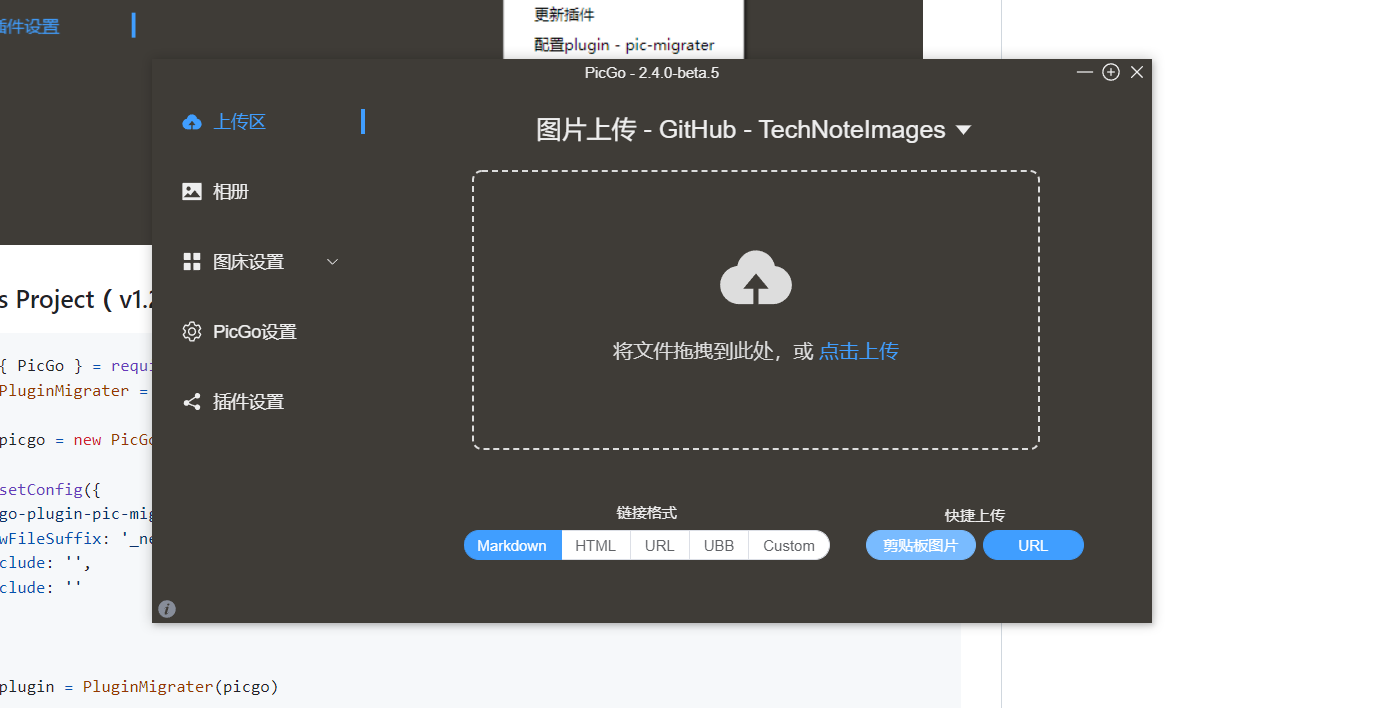 插件设置
更新插件
配置plugin - pic-migrater
PicGo - 2.4.0-beta.5
上传区
相册
图床设置
PicGo设置
插件设置
图片上传 - GitHub - TechNoteImages
将文件拖拽到此处，或 点击上传
链接格式
Markdown HTML URL UBB Custom
快捷上传
剪贴板图片 URL
s Project ( v1.2
{ PicGo } = requi
PluginMigrater =
picgo = new PicGo
setConfig({
go-plugin-pic-mig
wFileSuffix: '_ne
clude: '',
clude: ''
plugin = PluginMigrater(picgo)